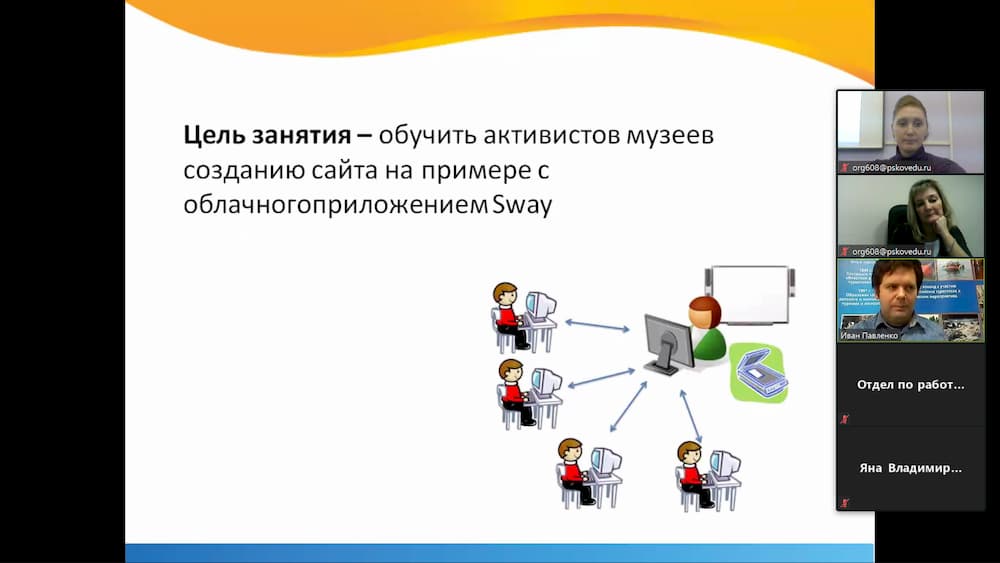 Цель занятия – обучить активистов музеев
созданию сайта на примере с
облачногоприложением Sway
org608@pskovedu.ru
org608@pskovedu.ru
Иван Павленко
Отдел по работ...
Яна Владимир...